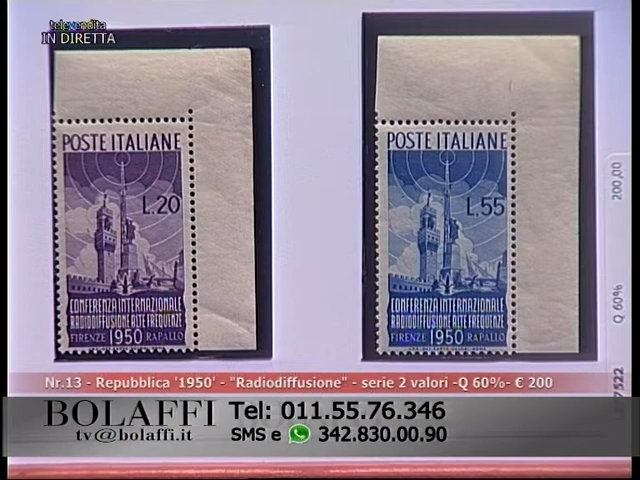 televendita
IN DIRETTA
POSTE ITALIANE
L.20
CONFERENZA INTERNAZIONALE
RADIODIFFUSIONE ALTE FREQUENZE
FIRENZE 1950 RAPALLO
POSTE ITALIANE
L.55
CONFERENZA INTERNAZIONALE
RADIODIFFUSIONE ALTE FREQUENZE
FIRENZE 1950 RAPALLO
200,00
Q 60%
7522
Nr.13 - Repubblica '1950' - "Radiodiffusione" - serie 2 valori -Q 60%- € 200
BOLAFFI
tv@bolaffi.it
Tel: 011.55.76.346
SMS e 342.830.00.90